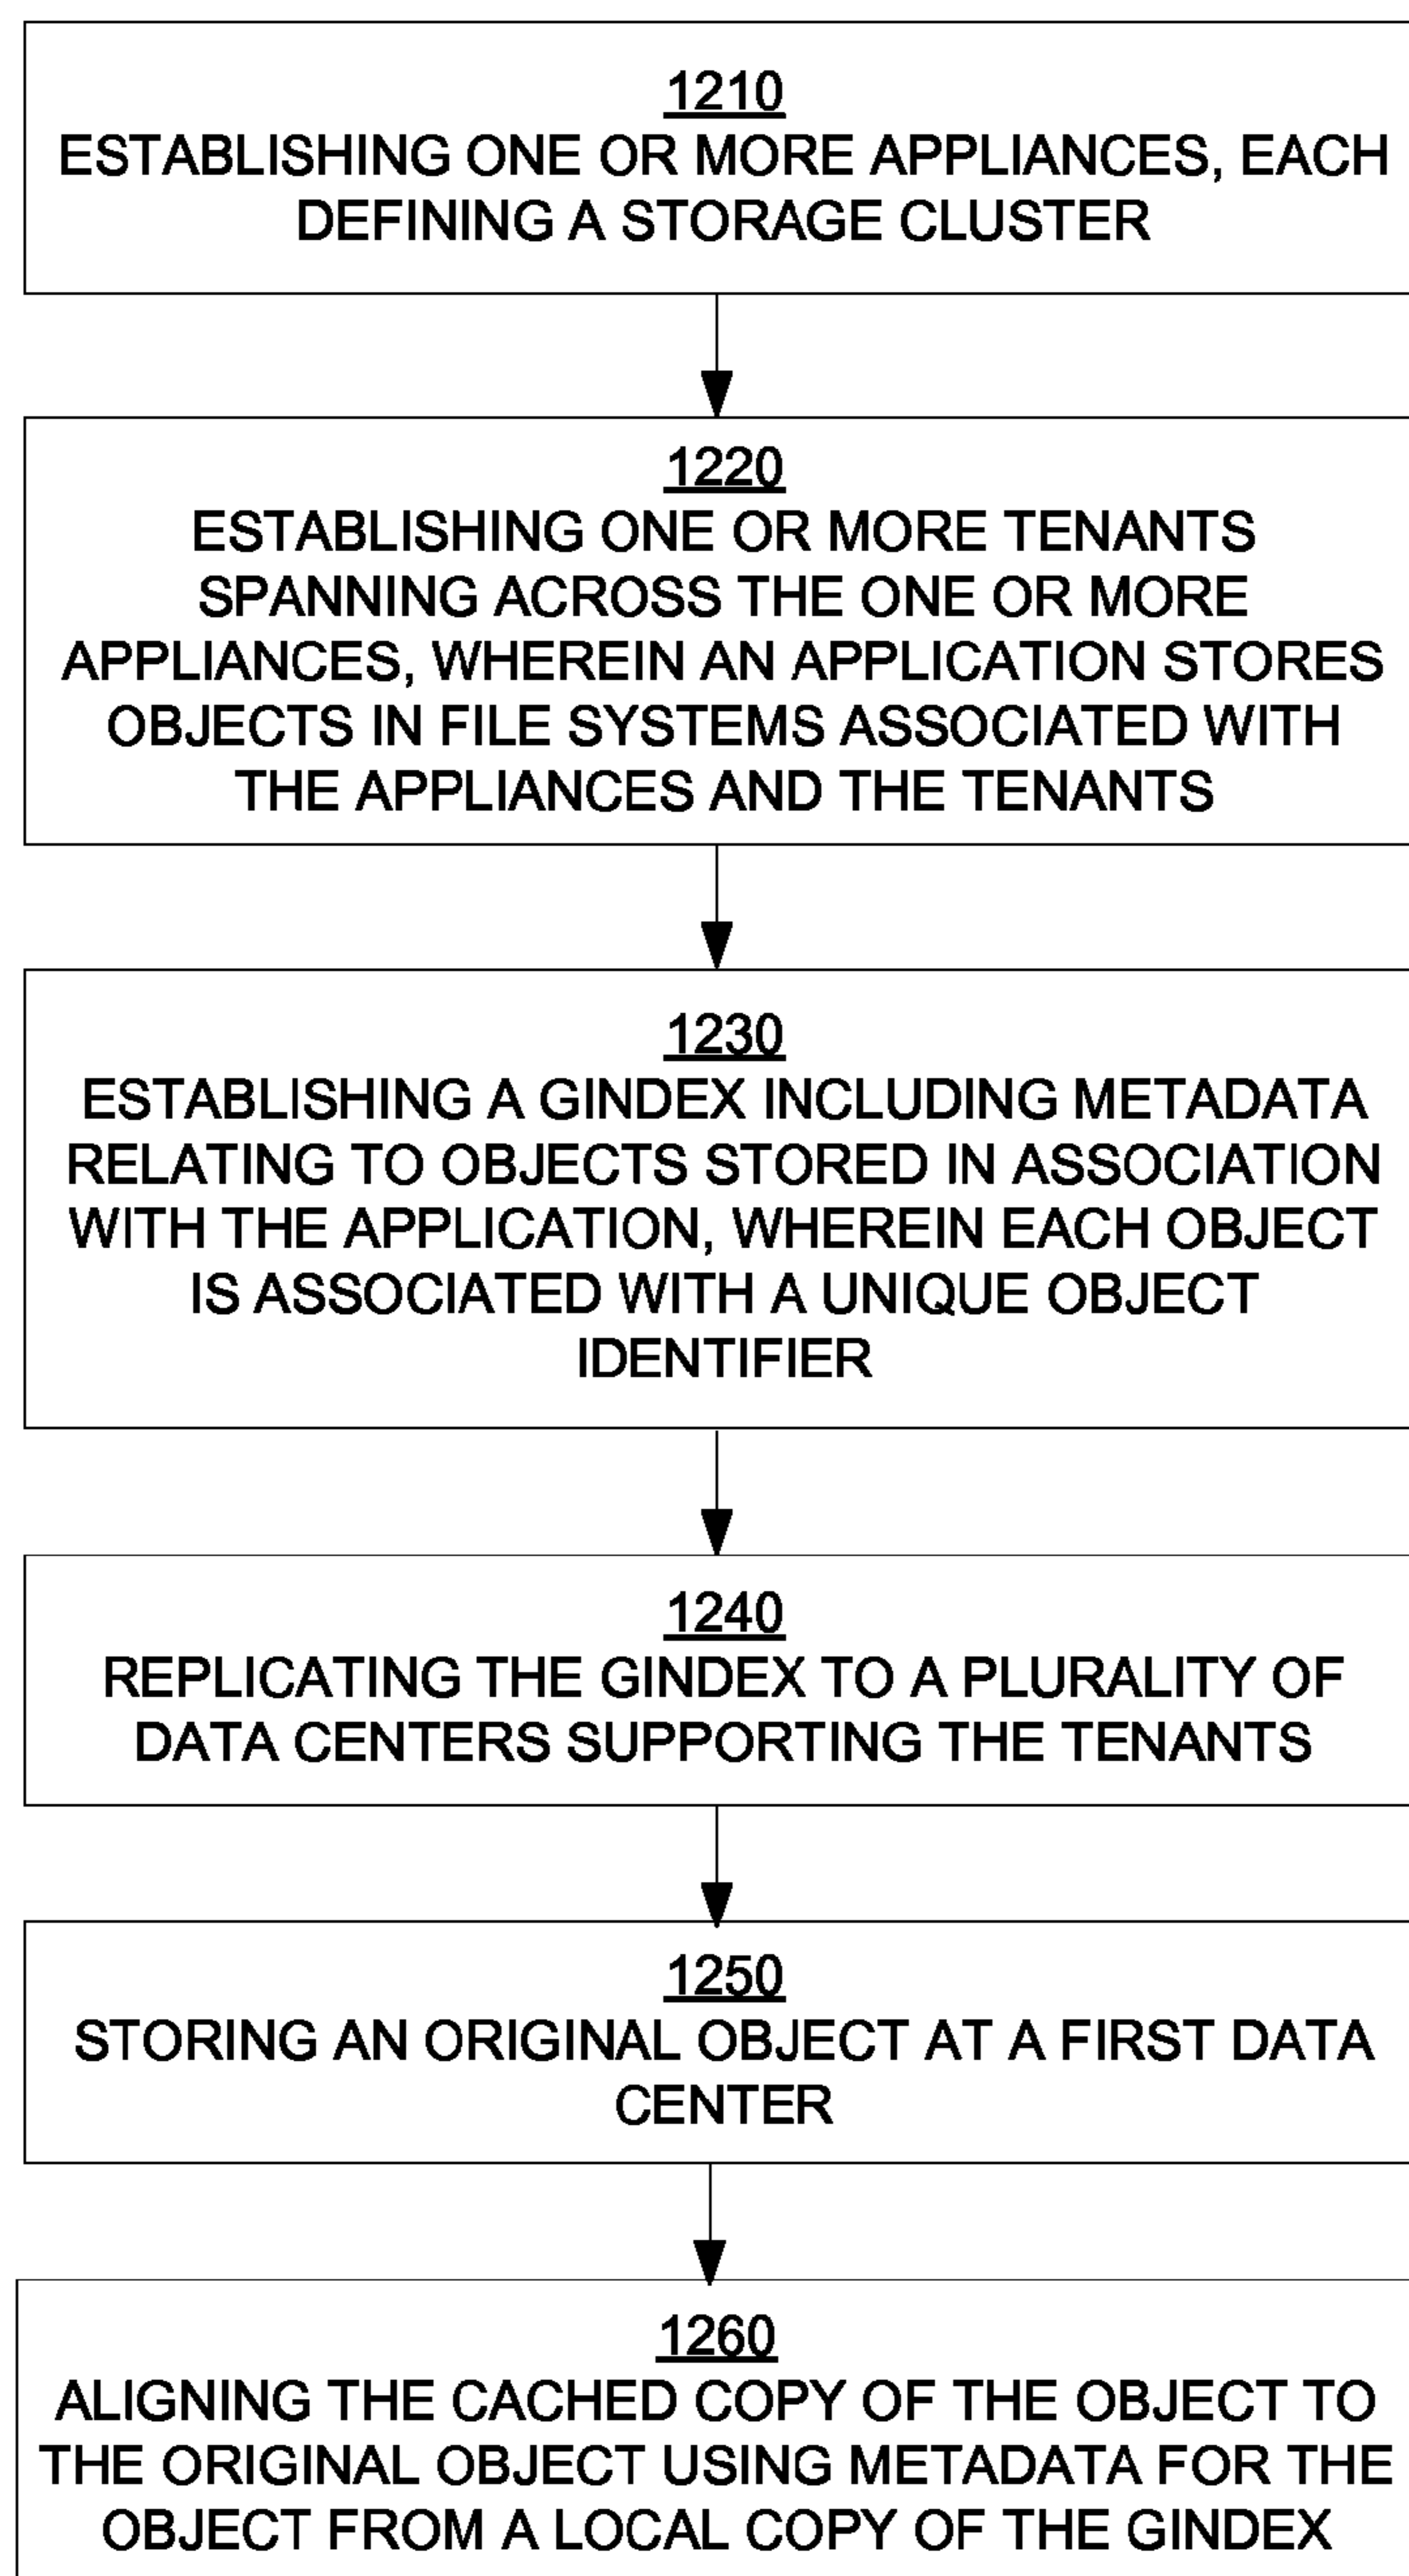 1210
ESTABLISHING ONE OR MORE APPLIANCES, EACH
DEFINING A STORAGE CLUSTER
1220
ESTABLISHING ONE OR MORE TENANTS
SPANNING ACROSS THE ONE OR MORE
APPLIANCES, WHEREIN AN APPLICATION STORES
OBJECTS IN FILE SYSTEMS ASSOCIATED WITH
THE APPLIANCES AND THE TENANTS
1230
ESTABLISHING A GINDEX INCLUDING METADATA
RELATING TO OBJECTS STORED IN ASSOCIATION
WITH THE APPLICATION, WHEREIN EACH OBJECT
IS ASSOCIATED WITH A UNIQUE OBJECT
IDENTIFIER
1240
REPLICATING THE GINDEX TO A PLURALITY OF
DATA CENTERS SUPPORTING THE TENANTS
1250
STORING AN ORIGINAL OBJECT AT A FIRST DATA
CENTER
1260
ALIGNING THE CACHED COPY OF THE OBJECT TO
THE ORIGINAL OBJECT USING METADATA FOR THE
OBJECT FROM A LOCAL COPY OF THE GINDEX